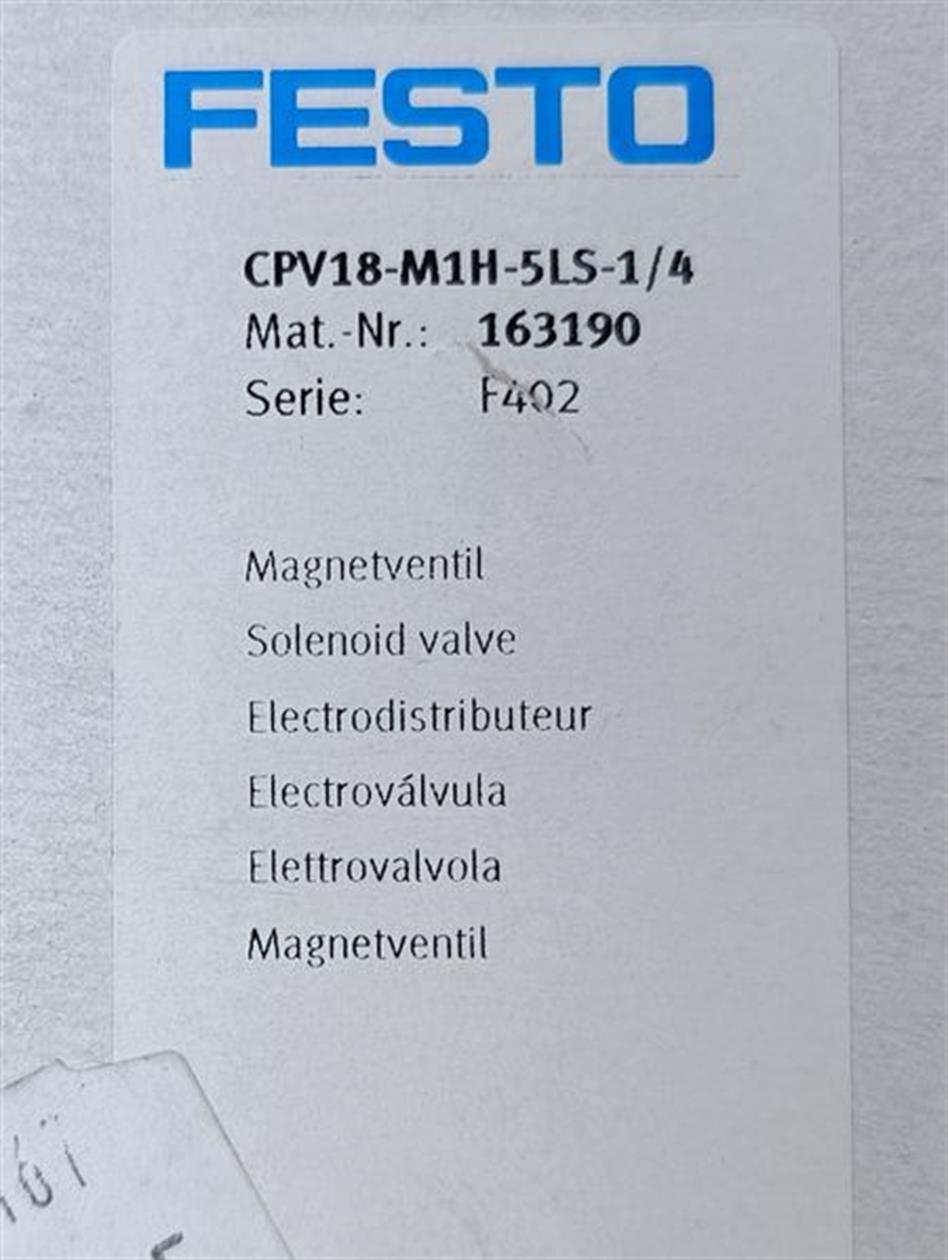 FESTO
CPV18-M1H-5LS-1/4
Mat.-Nr.: 163190
Serie: F402
Magnetventil
Solenoid valve
Electrodistributeur
Electroválvula
Elettrovalvola
Magnetventil